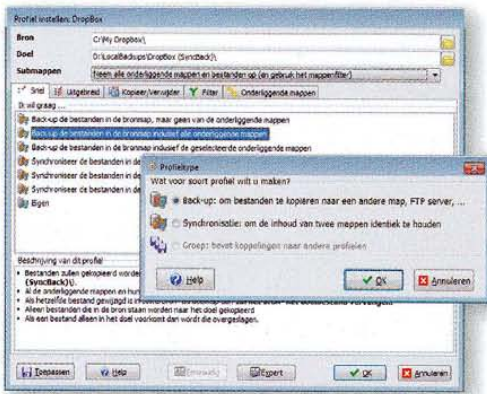 Profiel instellen: DropBox
Bron
C:\My Dropbox\
Doel
D:\LocalBackups\DropBox (SyncBack)\
Submappen
Neem alle onderliggende mappen en bestanden op (en gebruik het mappenfilter)
Snel
Uitgebreid
Kopieer/Verwijder
Filter
Onderliggende mappen
Ik wil graag ...
Back-up de bestanden in de bronmap, maar geen van de onderliggende mappen
Back-up de bestanden in de bronmap inclusief alle onderliggende mappen
Back-up de bestanden in de bronmap inclusief de geselecteerde onderliggende mappen
Synchroniseer de bestanden in de
Synchroniseer de bestanden in de
Synchroniseer de bestanden in de
Eigen
Profieltype
Wat voor soort profiel wilt u maken?
Back-up: om bestanden te kopiëren naar een andere map, FTP server, ...
Synchronisatie: om de inhoud van twee mappen identiek te houden
Groep: bevat koppelingen naar andere profielen
Help
OK
Annuleren
Beschrijving van dit profiel
Bestanden zullen gekopieerd worde
(SyncBack)\).
Al de onderliggende mappen en hun
Als hetzelfde bestand gewijzigd is in
Alleen bestanden die in de bron staan worden naar het doel gekopieerd
Als een bestand alleen in het doel voorkomt dan wordt die overgeslagen.
Toepassen
Help
Expert
OK
Annuleren